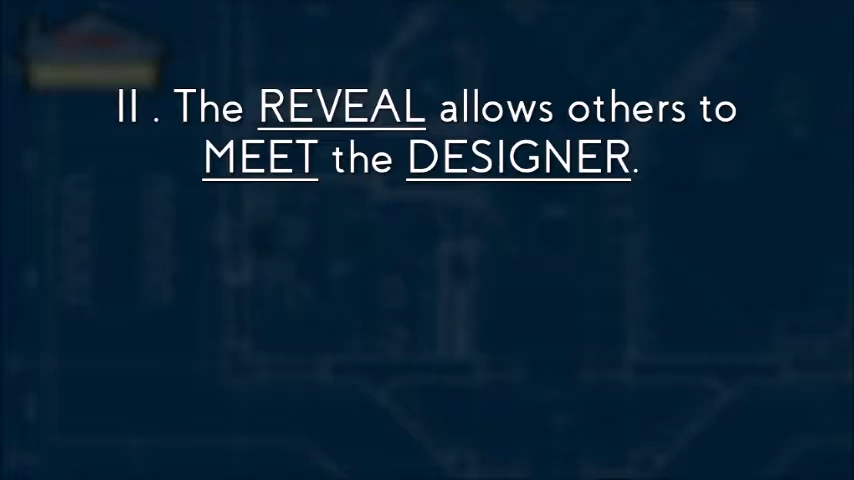 II . The REVEAL allows others to
MEET the DESIGNER.